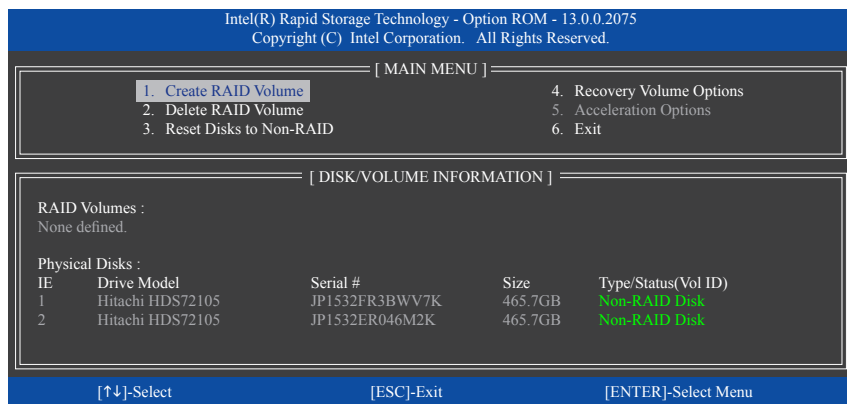 Intel(R) Rapid Storage Technology - Option ROM - 13.0.0.2075
Copyright (C) Intel Corporation. All Rights Reserved.
[ MAIN MENU ]
1. Create RAID Volume
2. Delete RAID Volume
3. Reset Disks to Non-RAID
4. Recovery Volume Options
5. Acceleration Options
6. Exit
[ DISK/VOLUME INFORMATION ]
RAID Volumes :
None defined.
Physical Disks :
IE Drive Model Serial # Size Type/Status(Vol ID)
1 Hitachi HDS72105 JP1532FR3BWV7K 465.7GB Non-RAID Disk
2 Hitachi HDS72105 JP1532ER046M2K 465.7GB Non-RAID Disk
[↑↓]-Select [ESC]-Exit [ENTER]-Select Menu